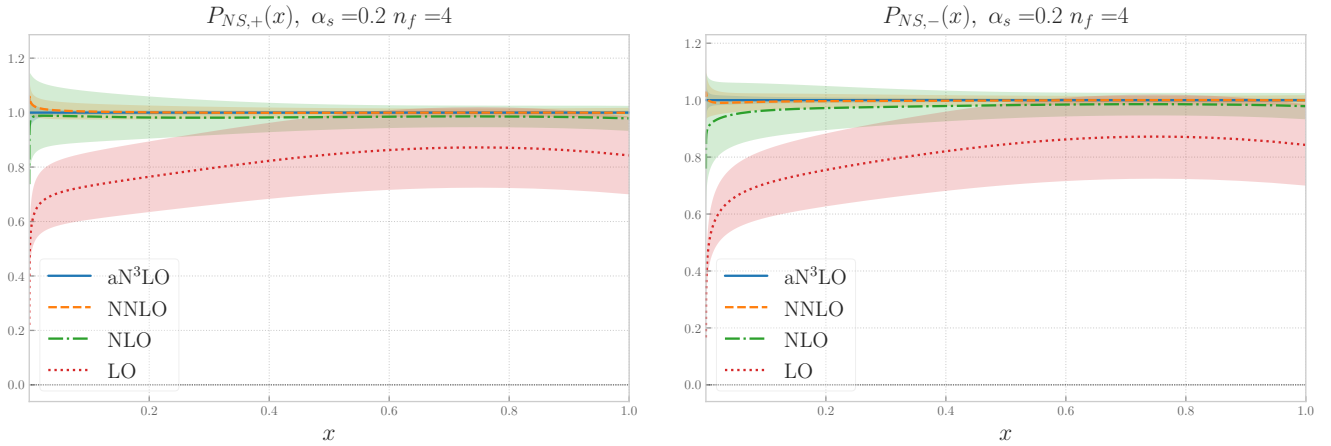 P_{NS,+}(x), α_s =0.2 n_f =4
1.2
1.0
0.8
0.6
0.4
0.2
0.0
aN³LO
NNLO
NLO
LO
0.2 0.4 0.6 0.8 1.0
x
P_{NS,−}(x), α_s =0.2 n_f =4
1.2
1.0
0.8
0.6
0.4
0.2
0.0
aN³LO
NNLO
NLO
LO
0.2 0.4 0.6 0.8 1.0
x